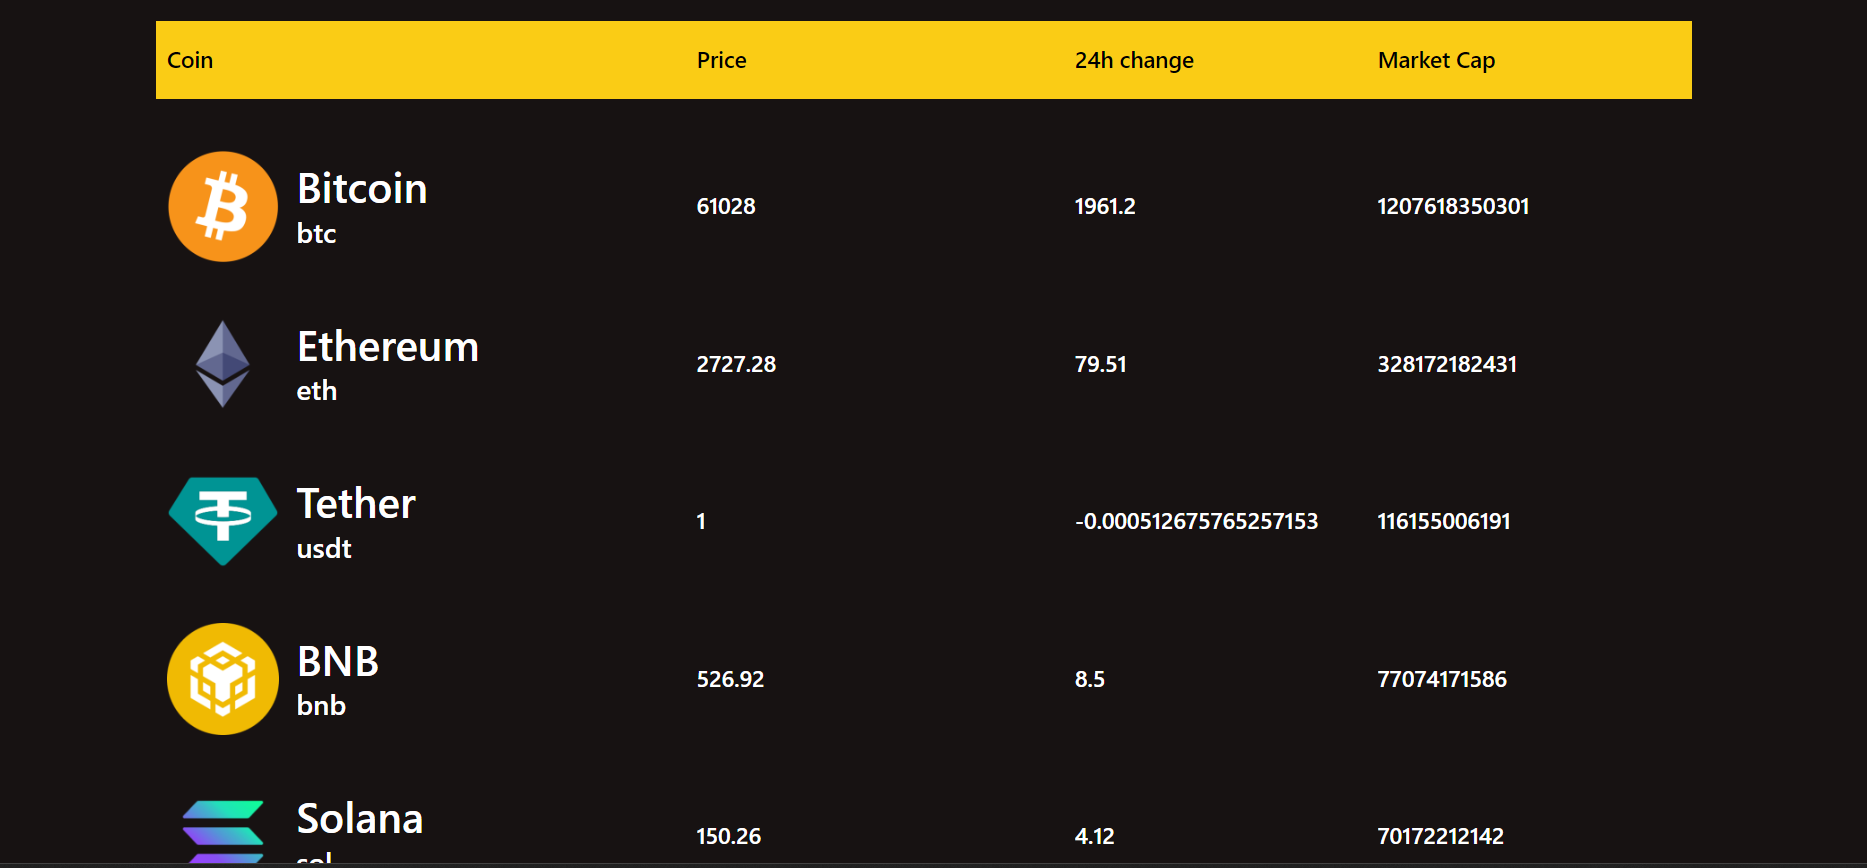 Coin Price 24h change Market Cap
Bitcoin
btc
61028 1961.2 1207618350301
Ethereum
eth
2727.28 79.51 328172182431
Tether
usdt
1 -0.000512675765257153 116155006191
BNB
bnb
526.92 8.5 77074171586
Solana
sol
150.26 4.12 70172212142